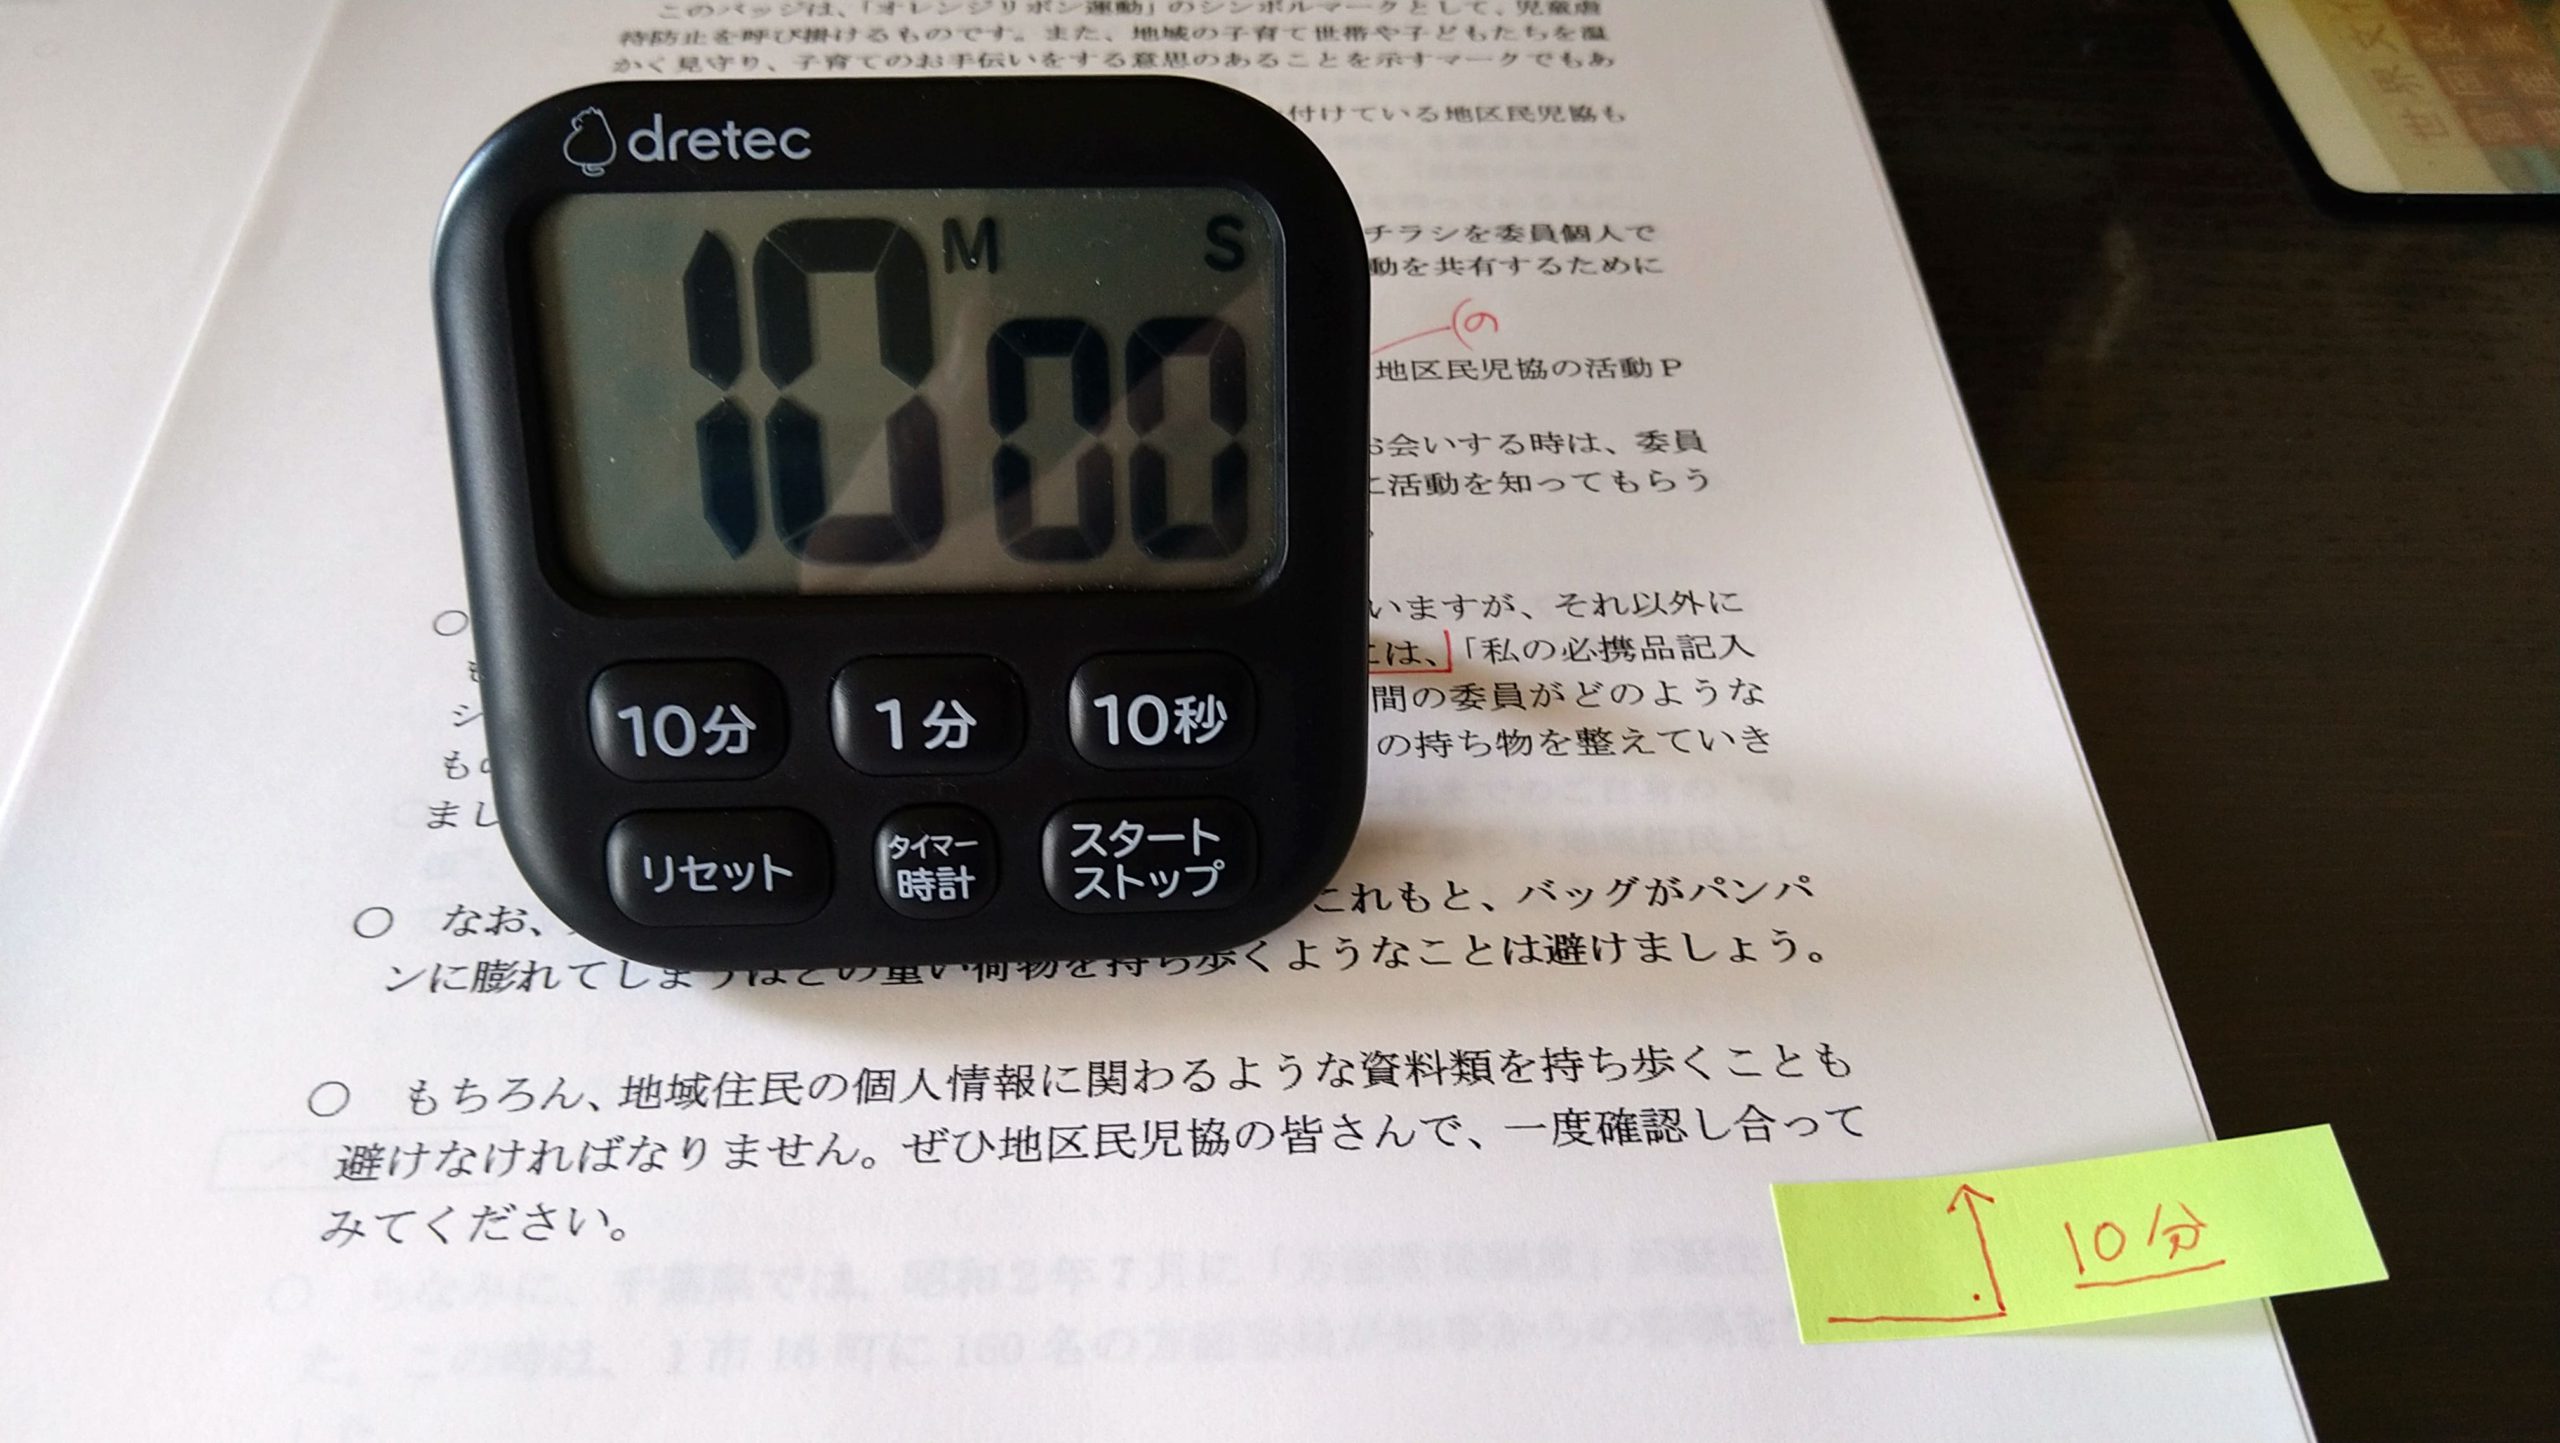 このバッジは、「オレンジリボン運動」のシンボルマークとして、児童虐
待防止を呼び掛けるものです。また、地域の子育て世帯や子どもたちを温
かく見守り、子育てのお手伝いをする意思のあることを示すマークでもあ
付けている地区民児協も
チラシを委員個人で
動を共有するために
の
地区民児協の活動P
お会いする時は、委員
に活動を知ってもらう
いますが、それ以外に
には、「私の必携品記入
間の委員がどのような
の持ち物を整えていき
まし
dretec
10 M 00 S
10分 1分 10秒
リセット タイマー 時計 スタート ストップ
○ なお、 これもと、バッグがパンパ
ンに膨れてしまうほどの重い荷物を持ち歩くようなことは避けましょう。
○ もちろん、地域住民の個人情報に関わるような資料類を持ち歩くことも
避けなければなりません。ぜひ地区民児協の皆さんで、一度確認し合って
みてください。
10分